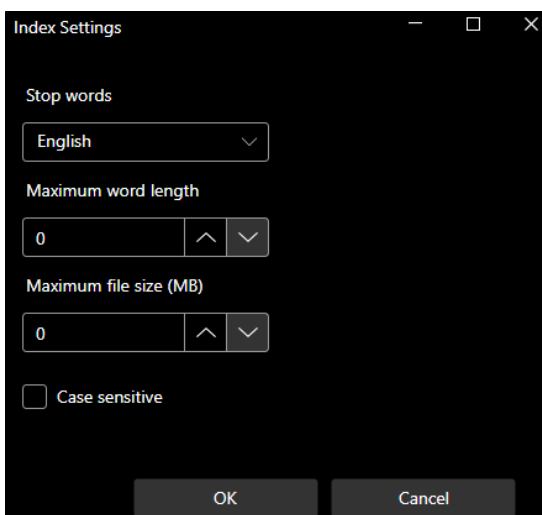 Index Settings
Stop words
English
Maximum word length
0
Maximum file size (MB)
0
Case sensitive
OK Cancel